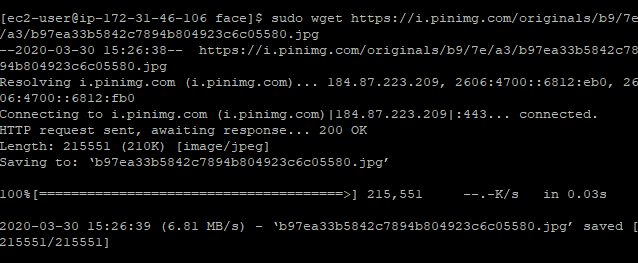 [ec2-user@ip-172-31-46-106 face]$ sudo wget https://i.pinimg.com/originals/b9/7e
/a3/b97ea33b5842c7894b804923c6c05580.jpg
--2020-03-30 15:26:38--  https://i.pinimg.com/originals/b9/7e/a3/b97ea33b5842c78
94b804923c6c05580.jpg
Resolving i.pinimg.com (i.pinimg.com)... 184.87.223.209, 2606:4700::6812:eb0, 26
06:4700::6812:fb0
Connecting to i.pinimg.com (i.pinimg.com)|184.87.223.209|:443... connected.
HTTP request sent, awaiting response... 200 OK
Length: 215551 (210K) [image/jpeg]
Saving to: ‘b97ea33b5842c7894b804923c6c05580.jpg’
100%[======================================>] 215,551     --.-K/s   in 0.03s
2020-03-30 15:26:39 (6.81 MB/s) - ‘b97ea33b5842c7894b804923c6c05580.jpg’ saved [
215551/215551]